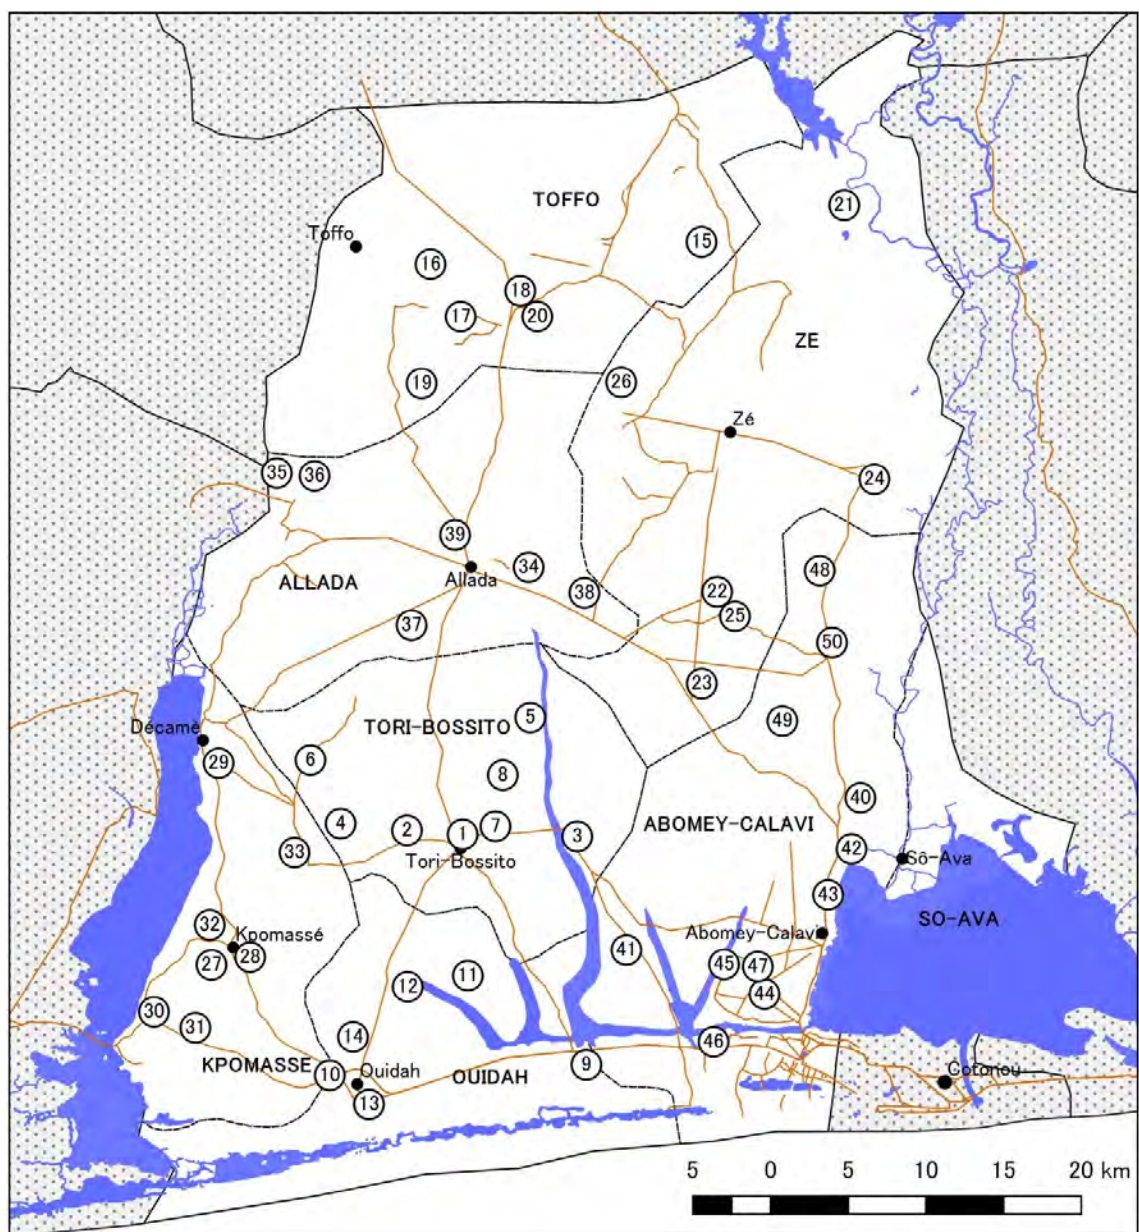 21
TOFFO
Toffo
15
16
18
17
20
ZE
19
26
Zé
35
36
24
39
34
Allada
ALLADA
48
38
22
37
25
50
23
5
TORI-BOSSITO
49
Décamè
6
29
8
40
4
2
1
7
3
ABOMEY-CALAVI
33
Tori-Bossito
42
Sô-Ava
43
SO-AVA
32
Kpomassé
Abomey-Calavi
41
28
27
45
47
11
12
44
30
31
14
46
KPOMASSE
10
Ouidah
OUIDAH
9
Cotonou
13
5 0 5 10 15 20 km